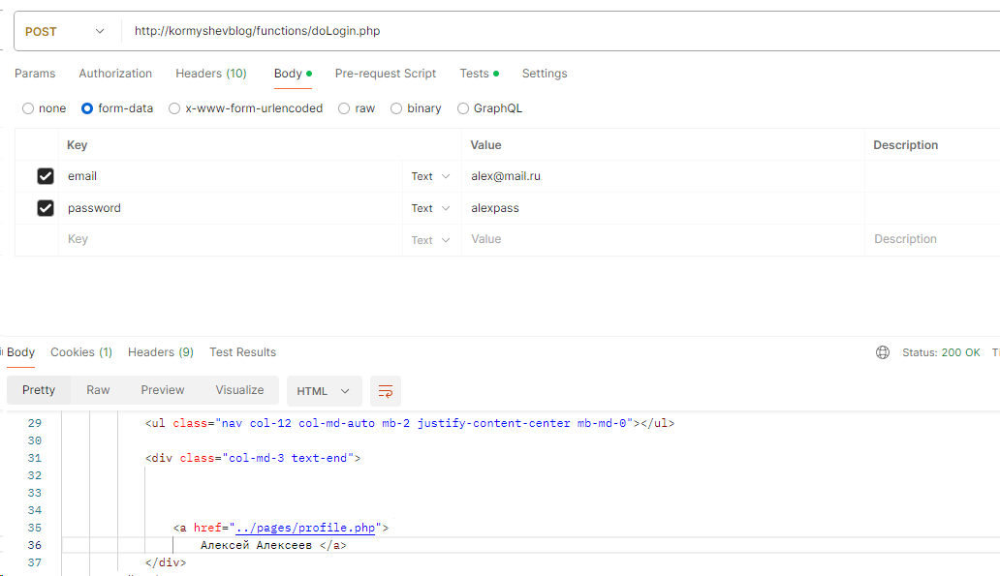 POST http://kormyshevblog/functions/doLogin.php
Params Authorization Headers (10) Body Pre-request Script Tests Settings
none form-data x-www-form-urlencoded raw binary GraphQL
Key Value Description
email Text alex@mail.ru
password Text alexpass
Key Text Value Description
Body Cookies (1) Headers (9) Test Results Status: 200 OK
Pretty Raw Preview Visualize HTML
29 <ul class="nav col-12 col-md-auto mb-2 justify-content-center mb-md-0"></ul>
30
31 <div class="col-md-3 text-end">
32
33
34
35 <a href="../pages/profile.php">
36 Алексей Алексеев </a>
37 </div>